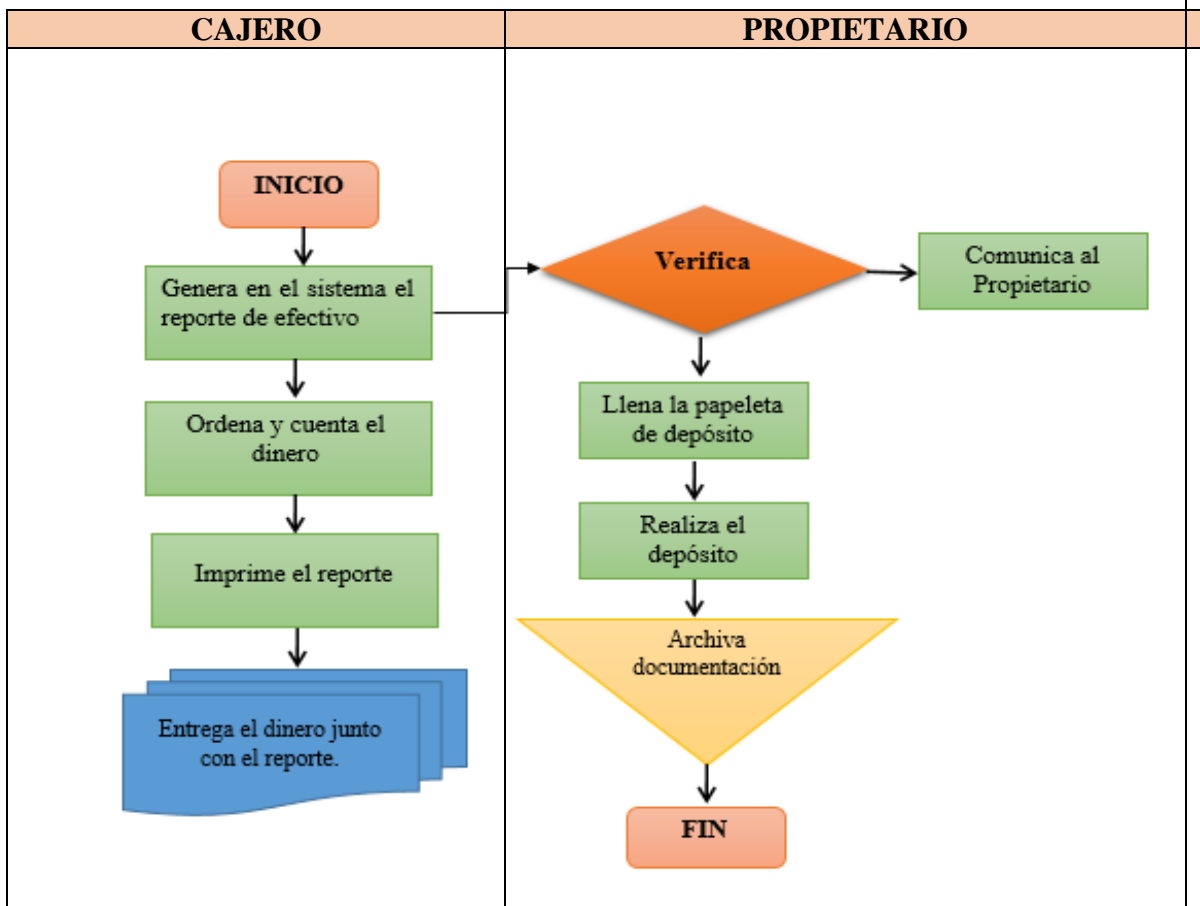 CAJERO
PROPIETARIO
INICIO
Genera en el sistema el
reporte de efectivo
Ordena y cuenta el
dinero
Imprime el reporte
Entrega el dinero junto
con el reporte.
Verifica
Comunica al
Propietario
Llena la papeleta
de depósito
Realiza el
depósito
Archiva
documentación
FIN